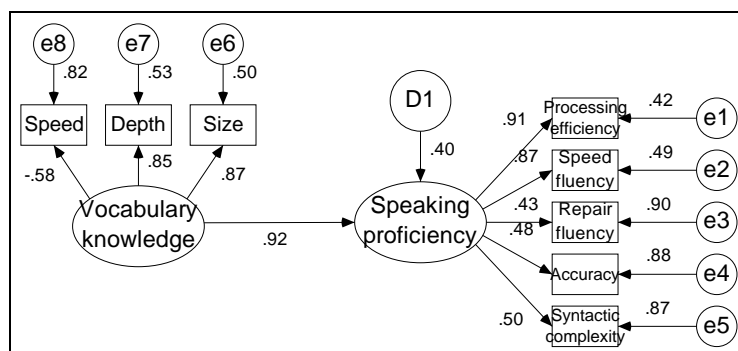 e8
e7
e6
.82
.53
.50
Speed
Depth
Size
-.58
.85
.87
Vocabulary
knowledge
.92
D1
.40
Speaking
proficiency
.91
.87
.43
.48
.50
Processing
efficiency
.42
e1
Speed
fluency
.49
e2
Repair
fluency
.90
e3
Accuracy
.88
e4
Syntactic
complexity
.87
e5